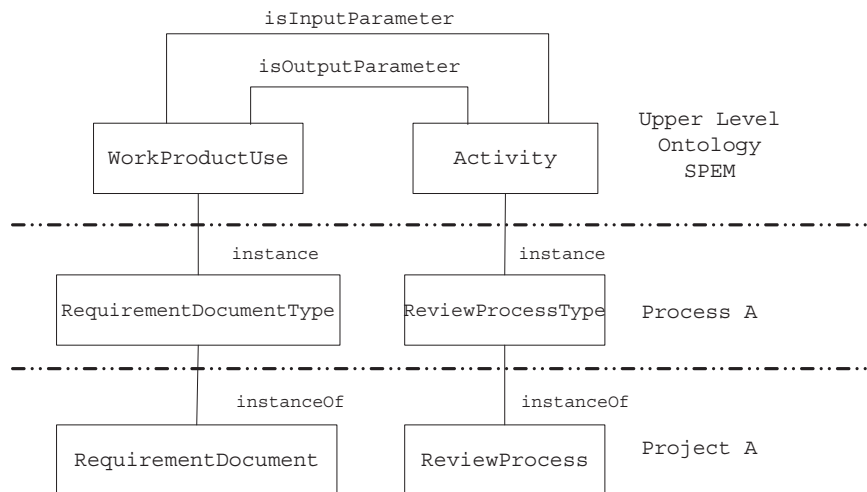 isInputParameter
isOutputParameter
WorkProductUse
Activity
Upper Level
Ontology
SPEM
instance
instance
RequirementDocumentType
ReviewProcessType
Process A
instanceOf
instanceOf
RequirementDocument
ReviewProcess
Project A